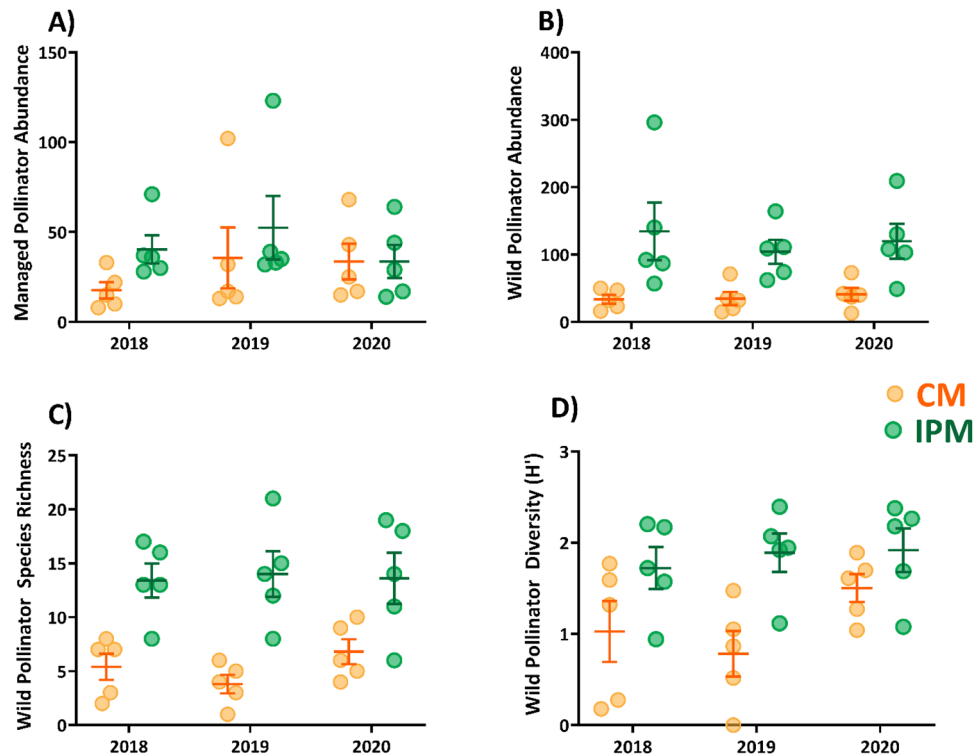 A)
Managed Pollinator Abundance
150
100
50
0
2018 2019 2020
B)
Wild Pollinator Abundance
400
300
200
100
0
2018 2019 2020
C)
Wild Pollinator Species Richness
25
20
15
10
5
0
2018 2019 2020
D)
CM
IPM
Wild Pollinator Diversity (H')
3
2
1
0
2018 2019 2020